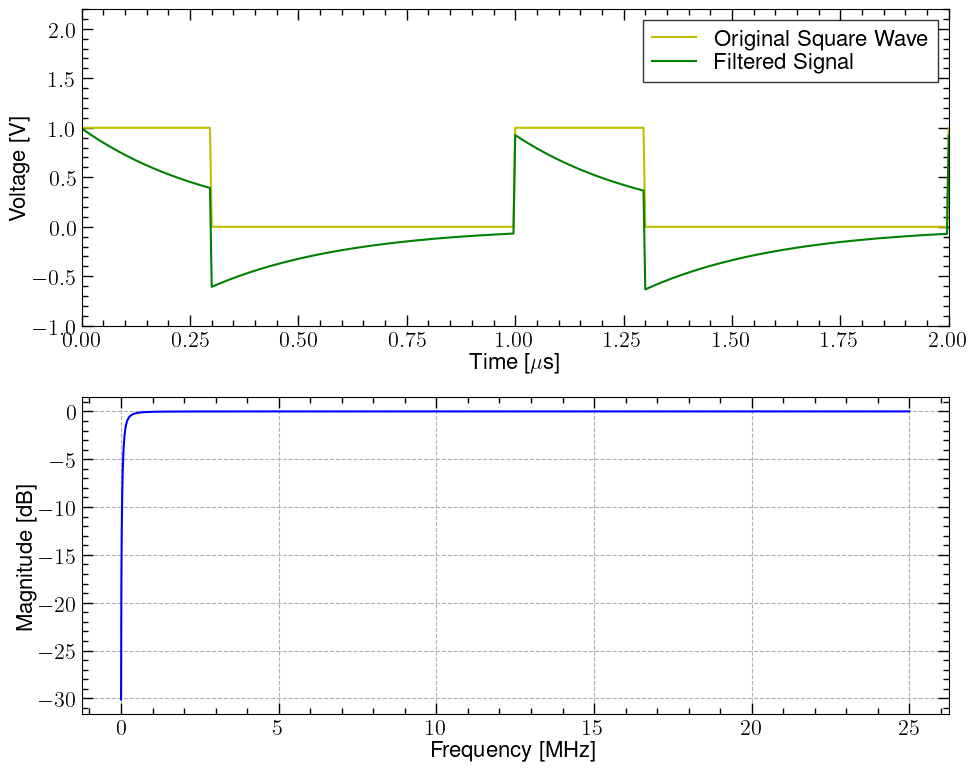 2.0
1.5
1.0
0.5
0.0
−0.5
−1.0
Voltage [V]
Original Square Wave
Filtered Signal
0.00 0.25 0.50 0.75 1.00 1.25 1.50 1.75 2.00
Time [μs]
0
−5
−10
−15
−20
−25
−30
Magnitude [dB]
0 5 10 15 20 25
Frequency [MHz]